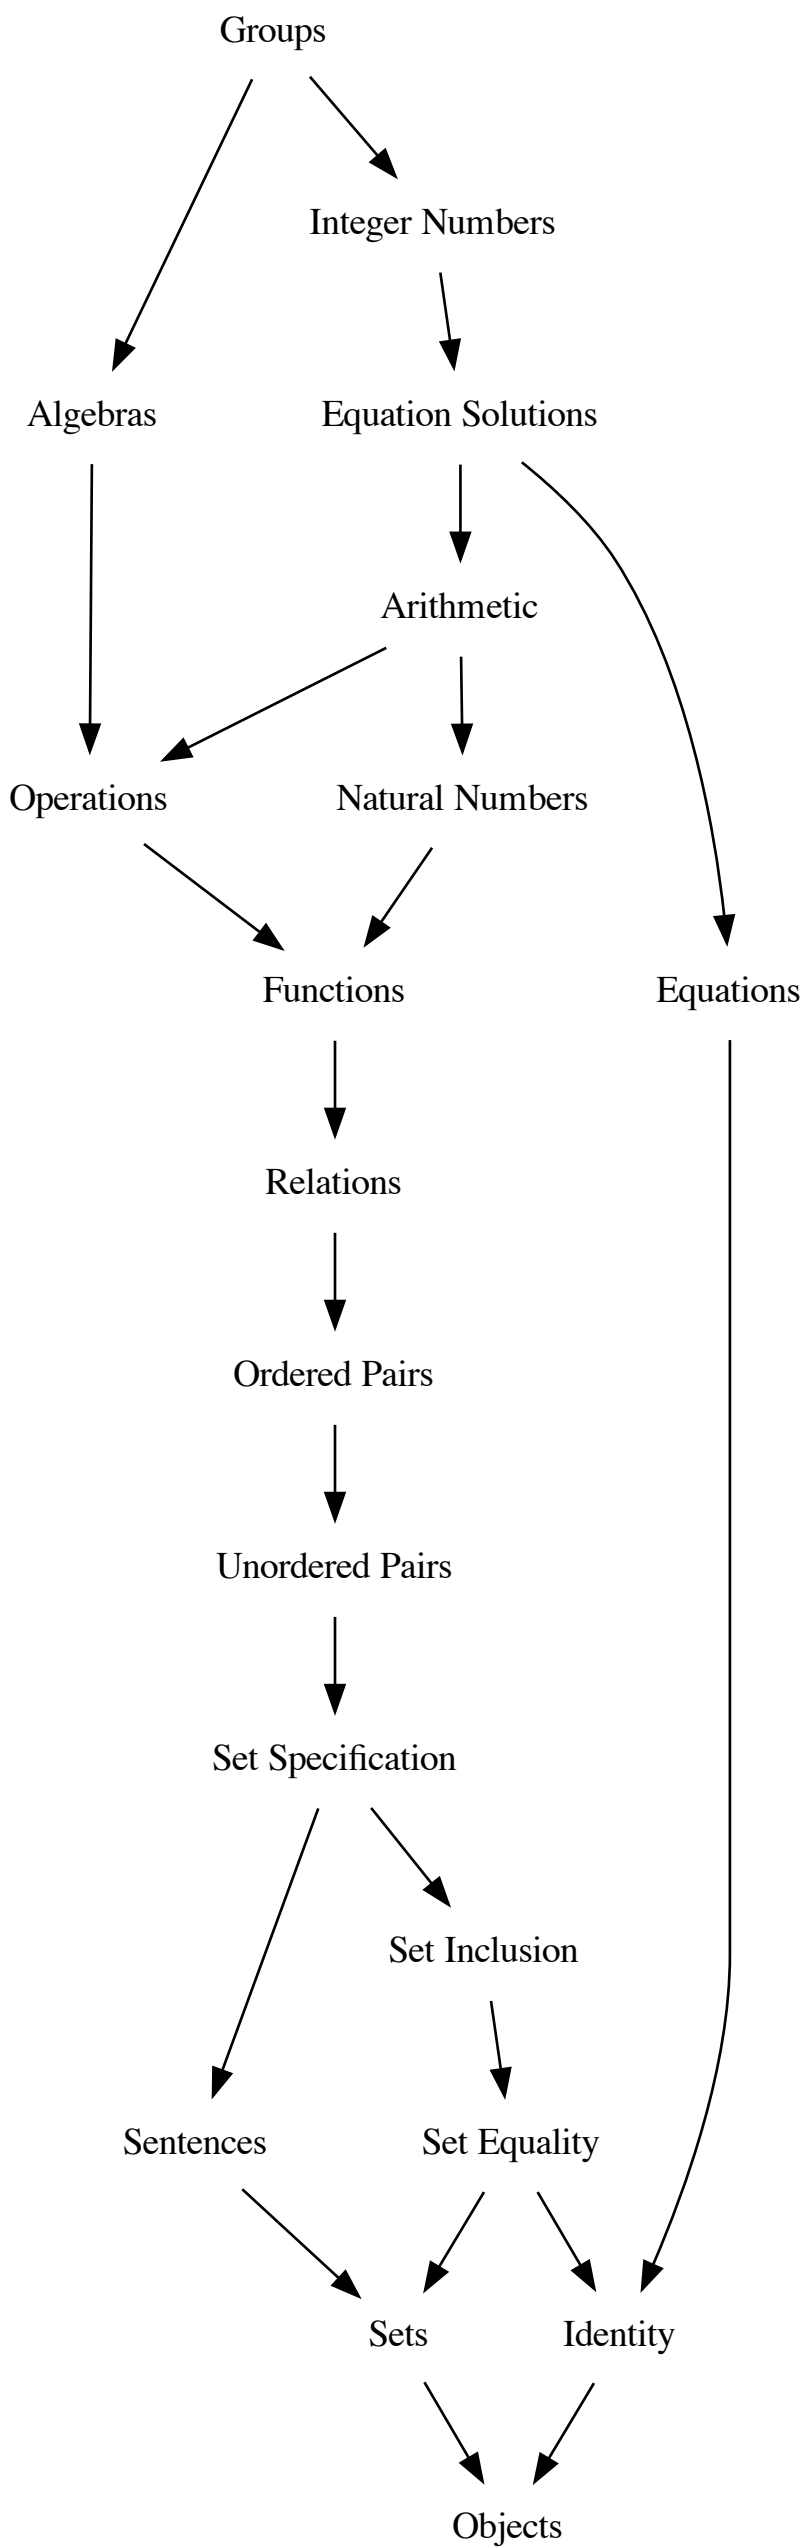 Groups
Integer Numbers
Algebras
Equation Solutions
Arithmetic
Operations
Natural Numbers
Functions
Equations
Relations
Ordered Pairs
Unordered Pairs
Set Specification
Set Inclusion
Sentences
Set Equality
Sets
Identity
Objects